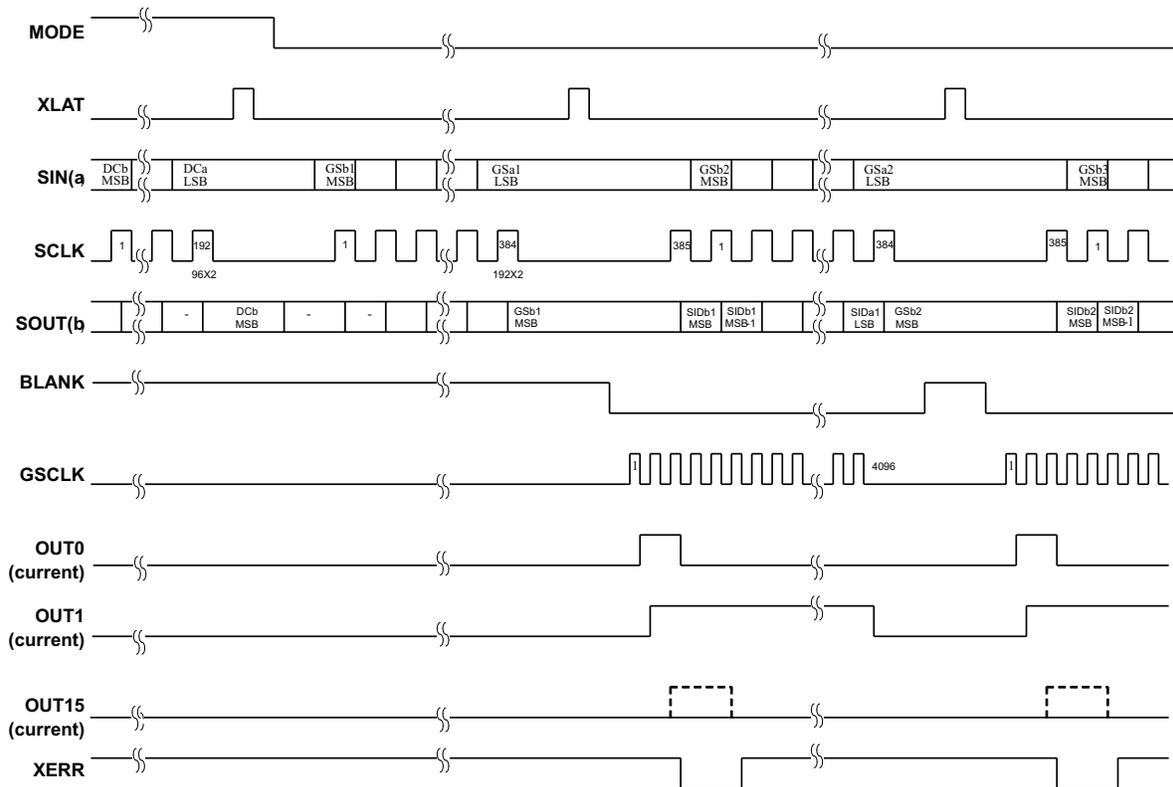 MODE
XLAT
SIN(a
DCb
MSB
DCa
LSB
GSb1
MSB
GSa1
LSB
GSb2
MSB
GSa2
LSB
GSb3
MSB
SCLK
1
192
1
384
385
1
384
385
1
96X2
192X2
SOUT(b
-
DCb
MSB
-
-
GSb1
MSB
SIDb1
MSB
SIDb1
MSB-1
SIDa1
LSB
GSb2
MSB
SIDb2
MSB
SIDb2
MSB-1
BLANK
GSCLK
1
4096
1
OUT0
(current)
OUT1
(current)
OUT15
(current)
XERR